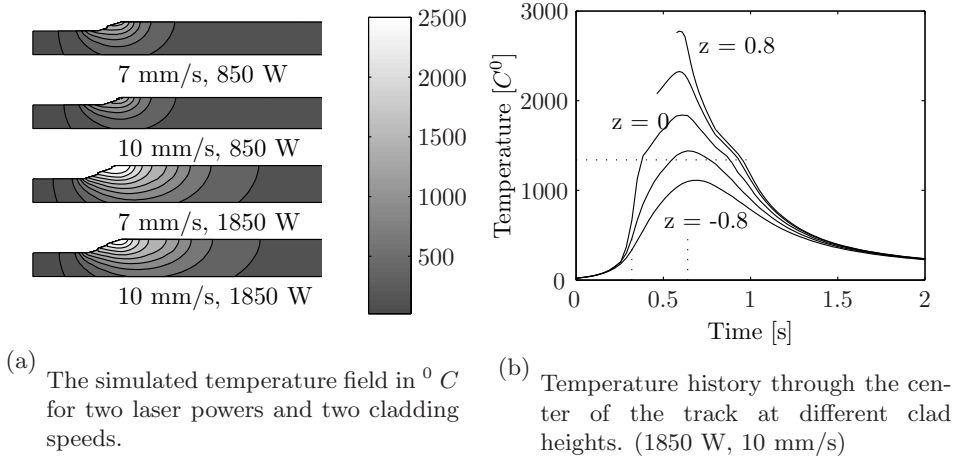 7 mm/s, 850 W
10 mm/s, 850 W
7 mm/s, 1850 W
10 mm/s, 1850 W
2500
2000
1500
1000
500
3000
2000
1000
0
Temperature [C⁰]
z = 0.8
z = 0
z = -0.8
0
0.5
1
1.5
2
Time [s]
(a)
The simulated temperature field in ⁰ C
for two laser powers and two cladding
speeds.
(b)
Temperature history through the cen-
ter of the track at different clad
heights. (1850 W, 10 mm/s)